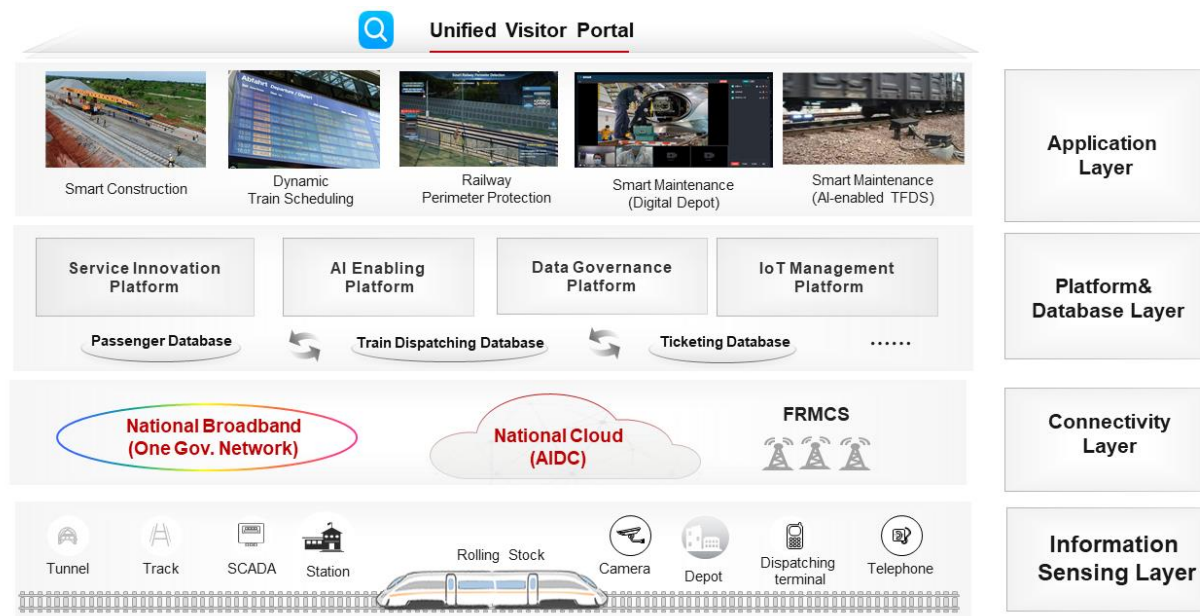 Unified Visitor Portal
Smart Construction
Dynamic
Train Scheduling
Railway
Perimeter Protection
Smart Maintenance
(Digital Depot)
Smart Maintenance
(AI-enabled TFDS)
Application
Layer
Service Innovation
Platform
AI Enabling
Platform
Data Governance
Platform
IoT Management
Platform
Passenger Database
Train Dispatching Database
Ticketing Database
......
Platform&
Database Layer
National Broadband
(One Gov. Network)
National Cloud
(AIDC)
FRMCS
Connectivity
Layer
Tunnel
Track
SCADA
Station
Rolling Stock
Camera
Depot
Dispatching
terminal
Telephone
Information
Sensing Layer